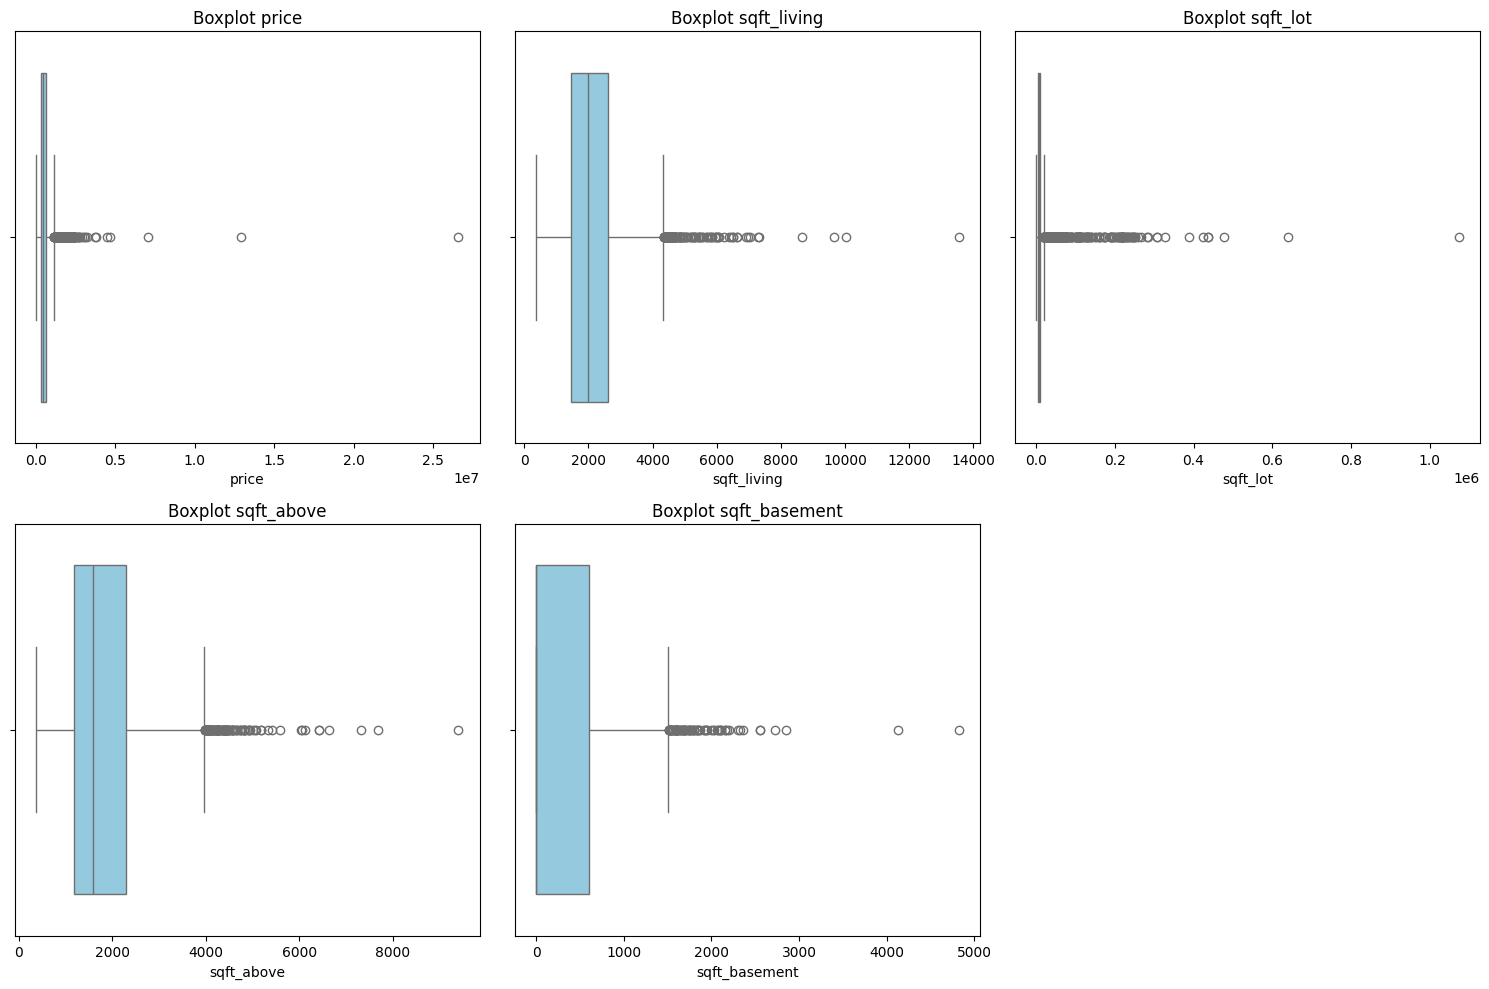 Boxplot price
Boxplot sqft_living
Boxplot sqft_lot
0.0 0.5 1.0 1.5 2.0 2.5
1e7
price
0 2000 4000 6000 8000 10000 12000 14000
sqft_living
0.0 0.2 0.4 0.6 0.8 1.0
1e6
sqft_lot
Boxplot sqft_above
Boxplot sqft_basement
0 2000 4000 6000 8000
sqft_above
0 1000 2000 3000 4000 5000
sqft_basement